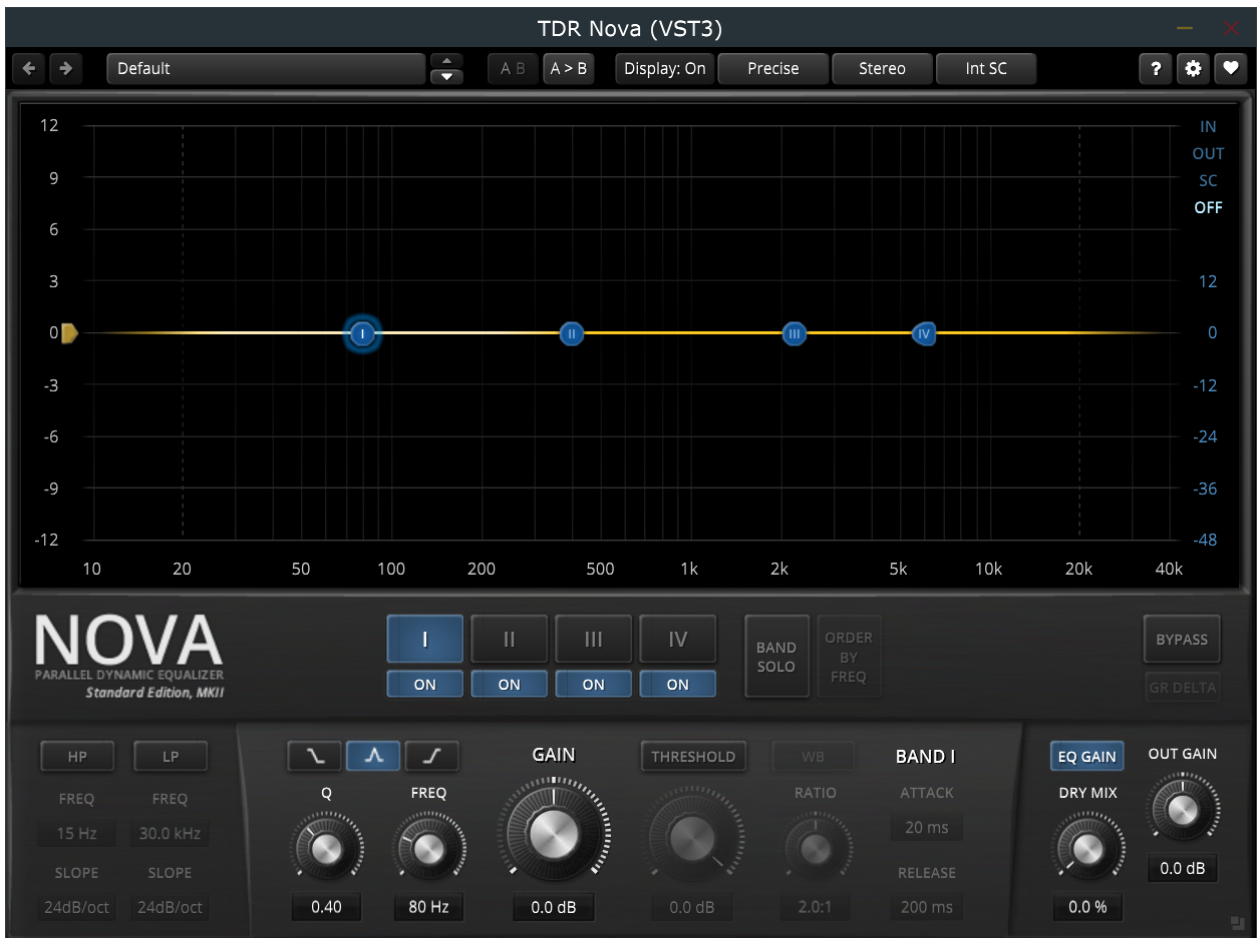 TDR Nova (VST3)
Default
A B
A > B
Display: On
Precise
Stereo
Int SC
?
12
9
6
3
0
-3
-6
-9
-12
IN
OUT
SC
OFF
12
0
-12
-24
-36
-48
I
II
III
IV
10 20 50 100 200 500 1k 2k 5k 10k 20k 40k
NOVA
PARALLEL DYNAMIC EQUALIZER
Standard Edition, MKII
I
II
III
IV
ON
ON
ON
ON
BAND
SOLO
ORDER
BY
FREQ
BYPASS
GR DELTA
HP
LP
FREQ
FREQ
15 Hz
30.0 kHz
SLOPE
SLOPE
24dB/oct
24dB/oct
Q
0.40
FREQ
80 Hz
GAIN
0.0 dB
THRESHOLD
0.0 dB
WB
RATIO
2.0:1
BAND I
ATTACK
20 ms
RELEASE
200 ms
EQ GAIN
DRY MIX
0.0 %
OUT GAIN
0.0 dB